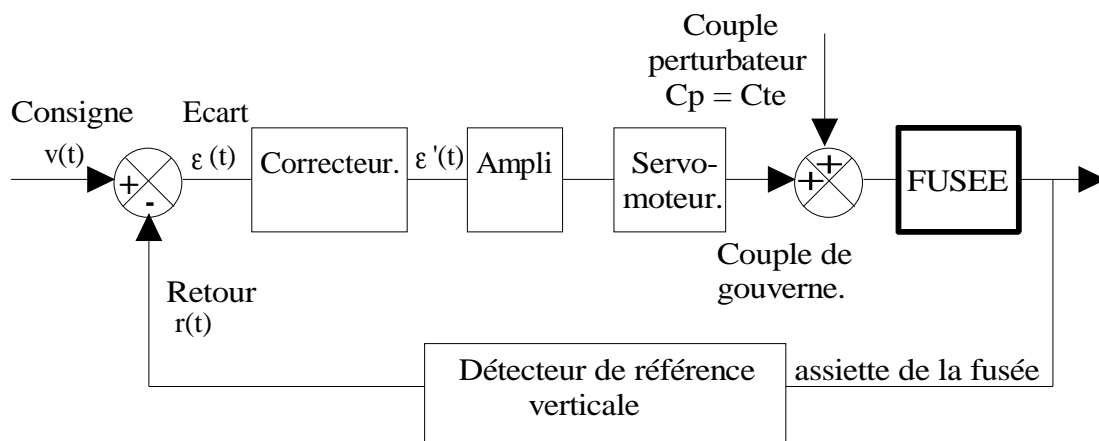 Couple
perturbateur
Cp = Cte
Consigne
v(t)
Ecart
ε (t)
Correcteur.
ε '(t)
Ampli
Servo-
moteur.
FUSEE
+
-
+
+
Couple de
gouverne.
Retour
r(t)
Détecteur de référence
verticale
assiette de la fusée